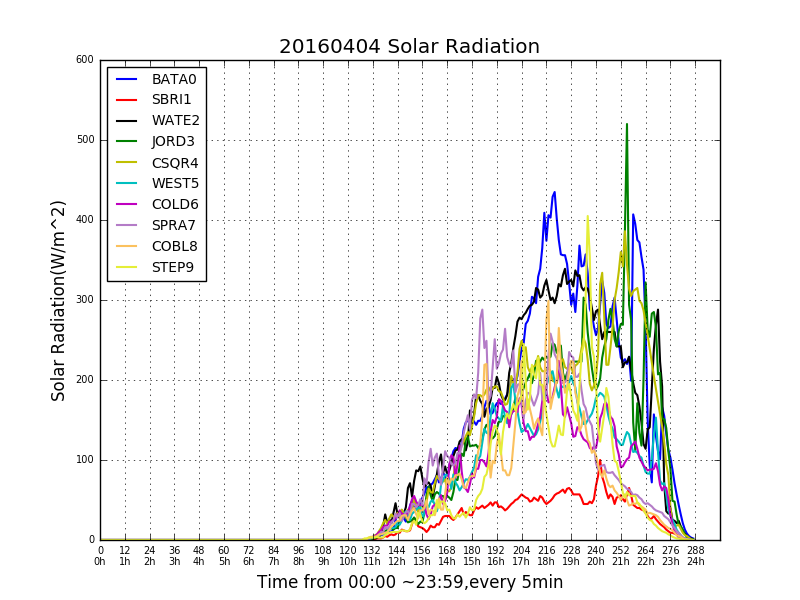 20160404 Solar Radiation
600
500
400
300
200
100
0
Solar Radiation(W/m^2)
BATA0
SBRI1
WATE2
JORD3
CSQR4
WEST5
COLD6
SPRA7
COBL8
STEP9
0 12 24 36 48 60 72 84 96 108 120 132 144 156 168 180 192 204 216 228 240 252 264 276 288
0h 1h 2h 3h 4h 5h 6h 7h 8h 9h 10h 11h 12h 13h 14h 15h 16h 17h 18h 19h 20h 21h 22h 23h 24h
Time from 00:00 ~23:59,every 5min